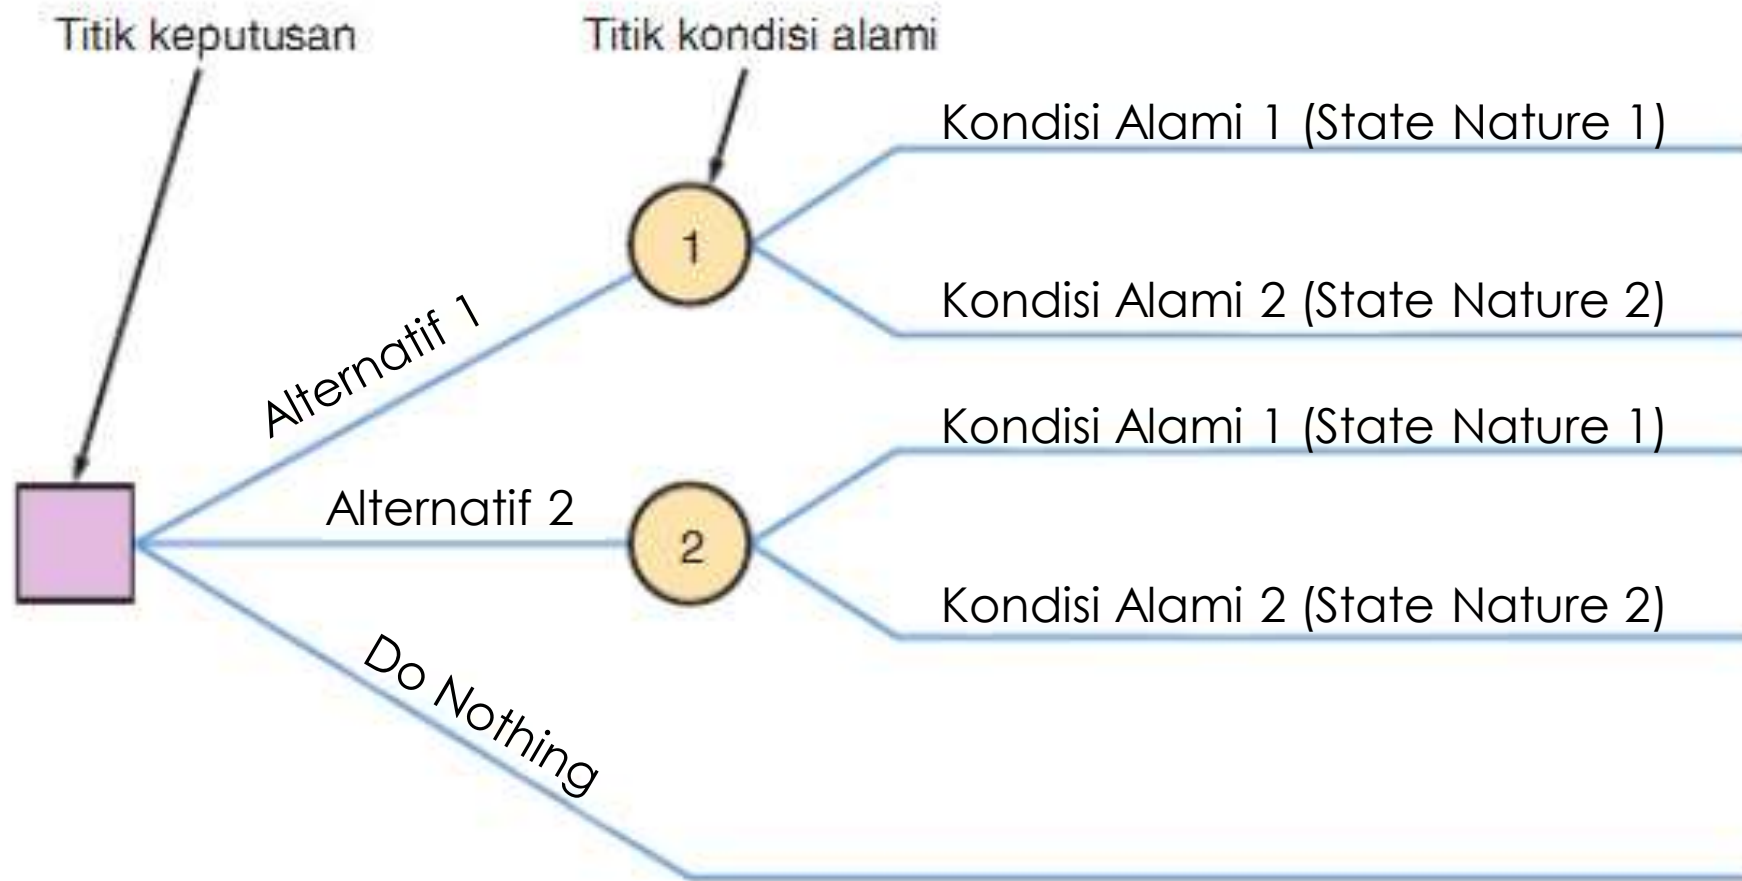 Titik keputusan
Titik kondisi alami
Kondisi Alami 1 (State Nature 1)
1
Kondisi Alami 2 (State Nature 2)
Alternatif 1
Kondisi Alami 1 (State Nature 1)
Alternatif 2
2
Kondisi Alami 2 (State Nature 2)
Do Nothing